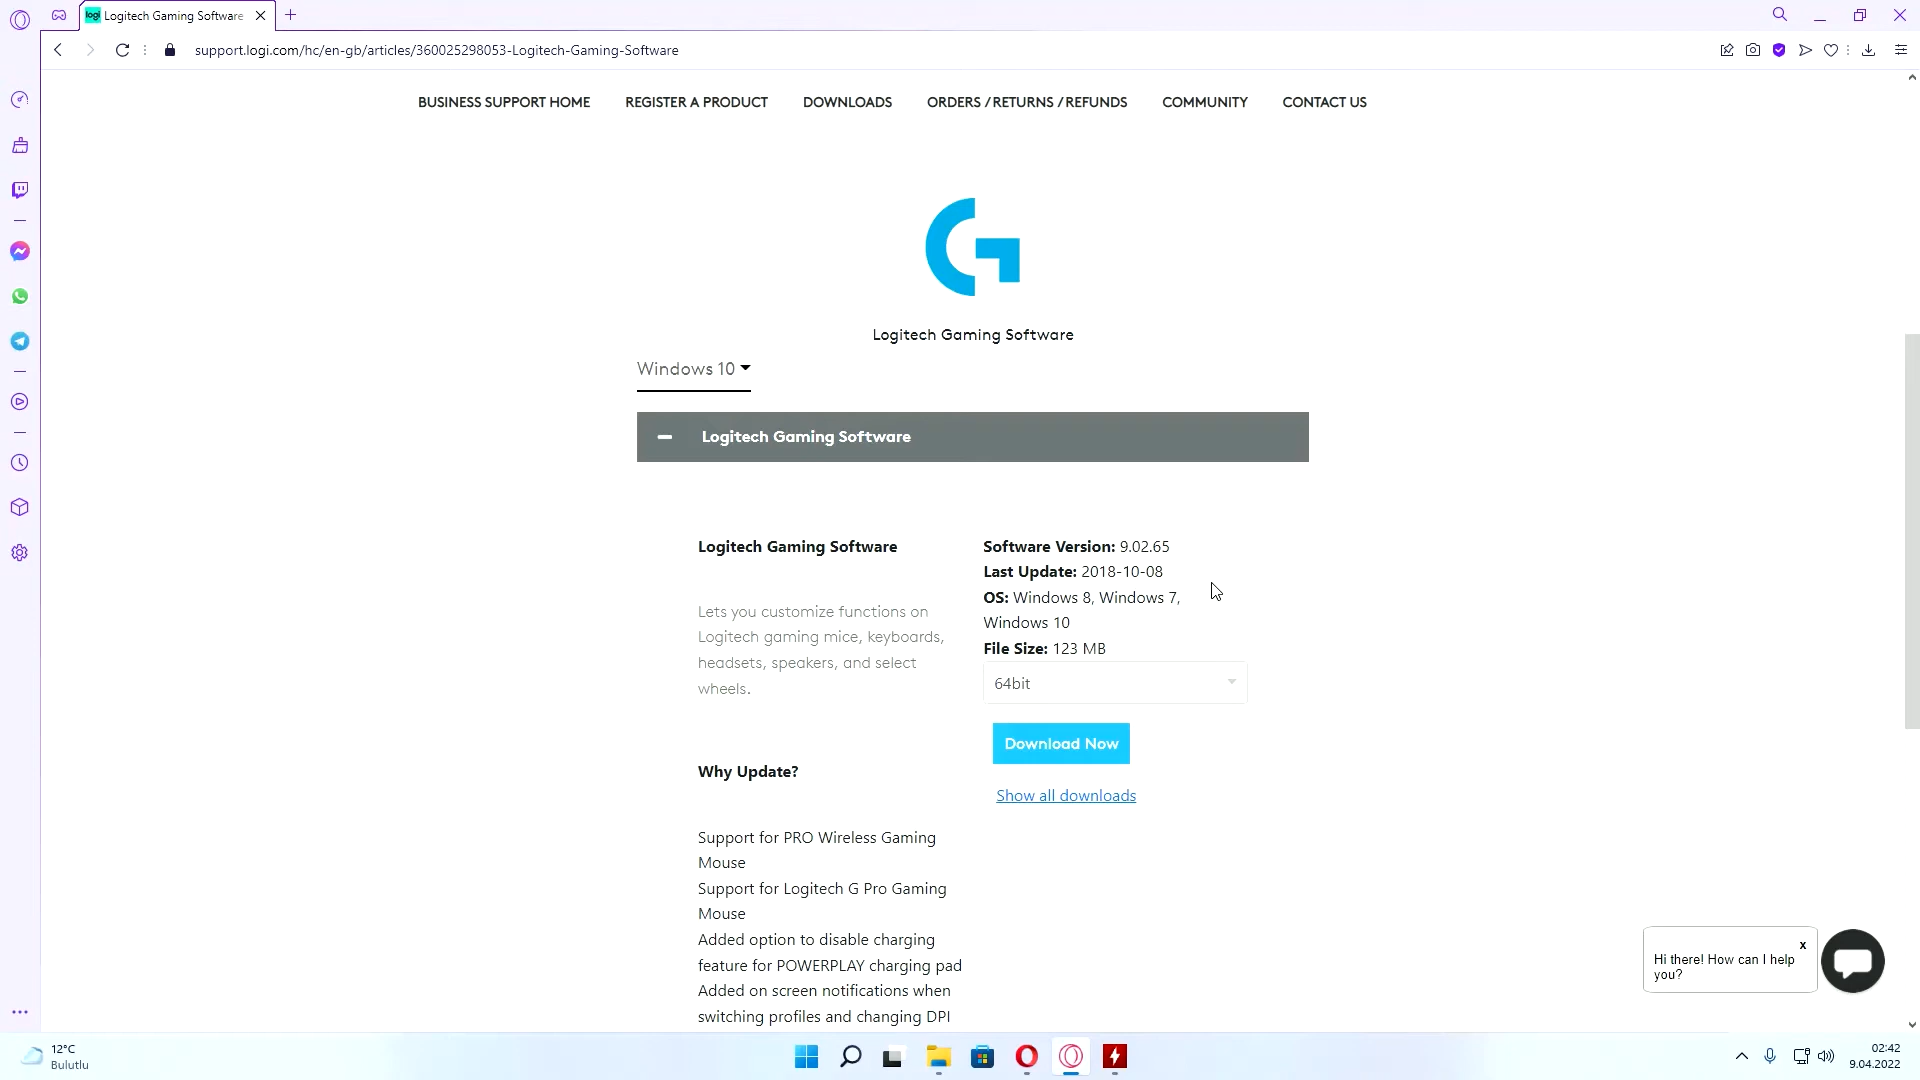 logi Logitech Gaming Software
support.logi.com/hc/en-gb/articles/360025298053-Logitech-Gaming-Software
BUSINESS SUPPORT HOME REGISTER A PRODUCT DOWNLOADS ORDERS / RETURNS / REFUNDS COMMUNITY CONTACT US
Logitech Gaming Software
Windows 10
Logitech Gaming Software
Logitech Gaming Software
Lets you customize functions on
Logitech gaming mice, keyboards,
headsets, speakers, and select
wheels.
Why Update?
Support for PRO Wireless Gaming
Mouse
Support for Logitech G Pro Gaming
Mouse
Added option to disable charging
feature for POWERPLAY charging pad
Added on screen notifications when
switching profiles and changing DPI
Software Version: 9.02.65
Last Update: 2018-10-08
OS: Windows 8, Windows 7,
Windows 10
File Size: 123 MB
64bit
Download Now
Show all downloads
x
Hi there! How can I help
you?
12°C
Bulutlu
02:42
9.04.2022